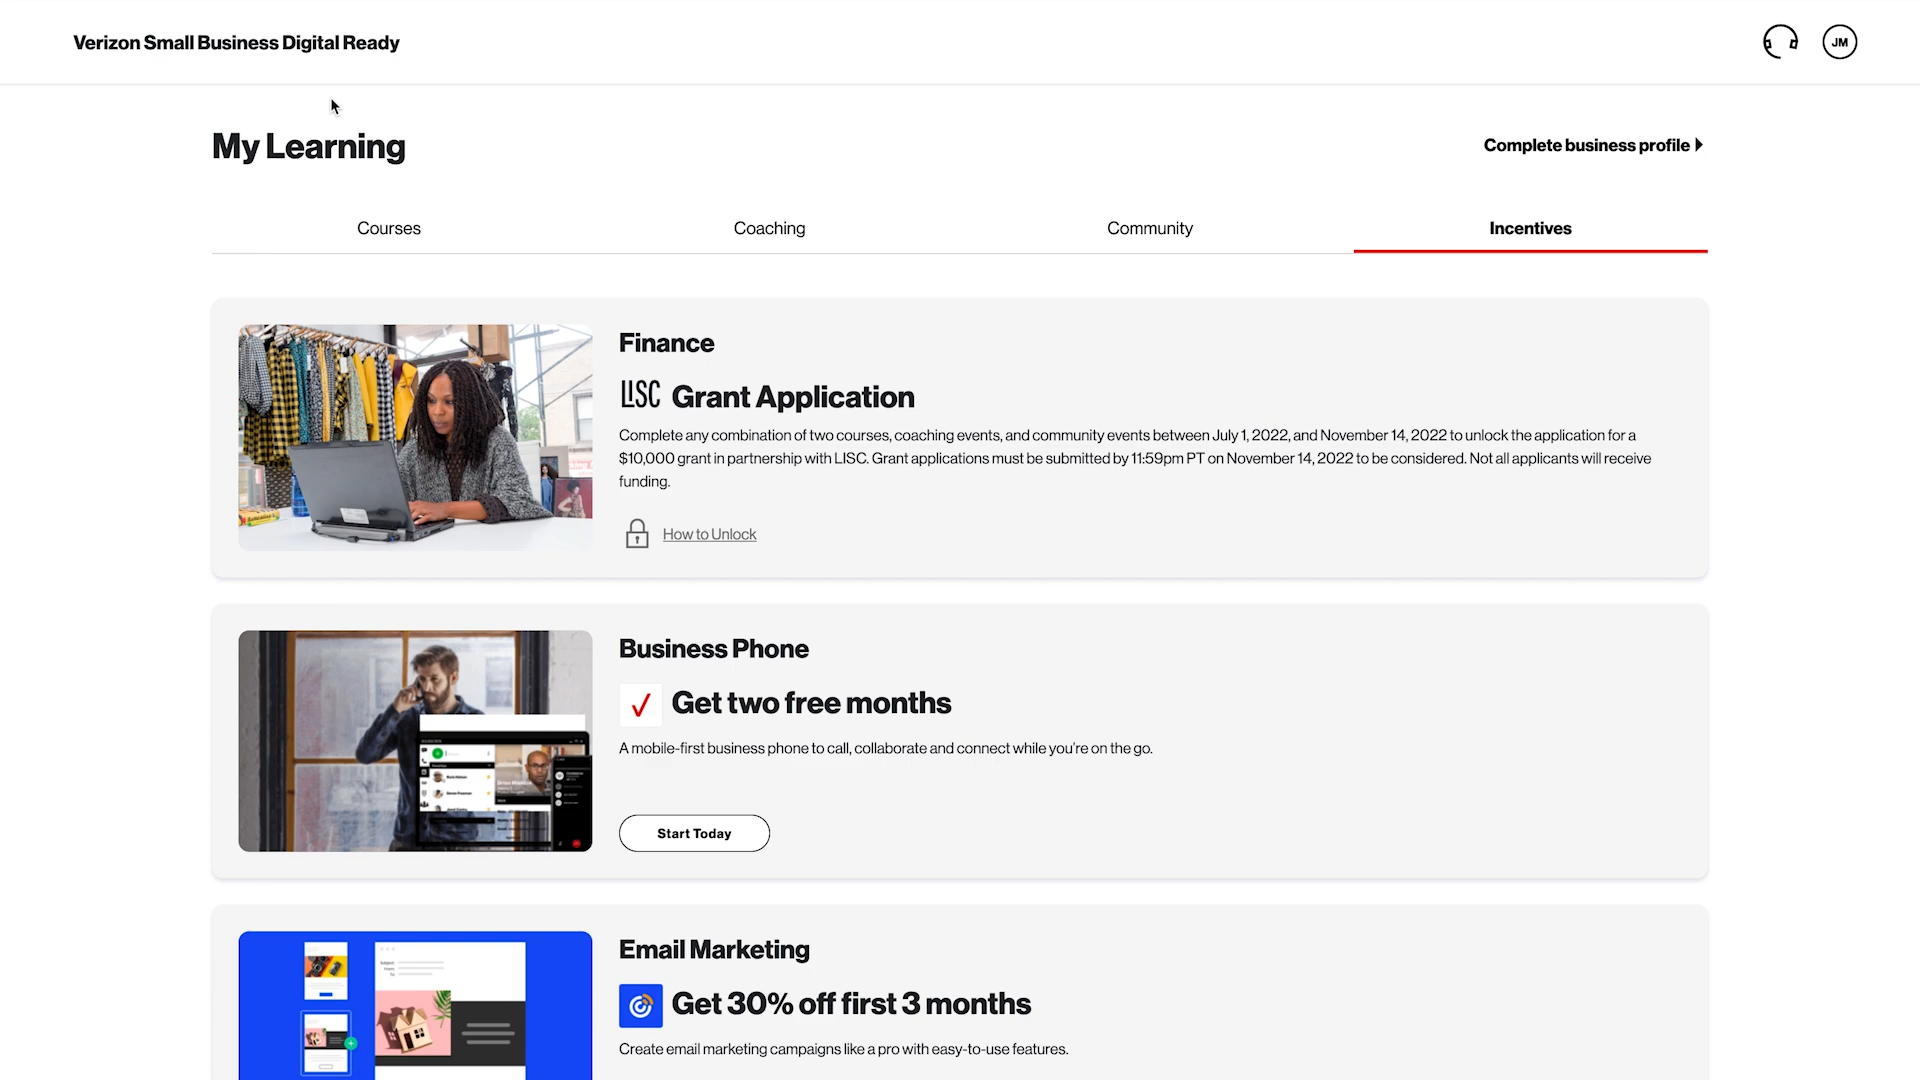 Verizon Small Business Digital Ready
JM
My Learning
Complete business profile
Courses
Coaching
Community
Incentives
Finance
LISC Grant Application
Complete any combination of two courses, coaching events, and community events between July 1, 2022, and November 14, 2022 to unlock the application for a
$10,000 grant in partnership with LISC. Grant applications must be submitted by 11:59pm PT on November 14, 2022 to be considered. Not all applicants will receive
funding.
How to Unlock
Business Phone
Get two free months
A mobile-first business phone to call, collaborate and connect while you're on the go.
Start Today
Email Marketing
Get 30% off first 3 months
Create email marketing campaigns like a pro with easy-to-use features.